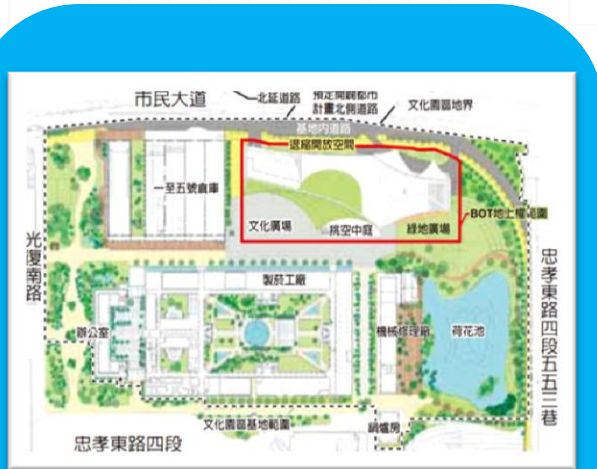 市民大道
北延道路
預定開闢都市
計畫北側道路
文化園區地界
基地內道路
退縮開放空間
一至五號倉庫
BOT地上權範圍
文化廣場
挑空中庭
綠地廣場
光復南路
製菸工廠
忠孝東路四段五五三巷
辦公室
機械修理廠
荷花池
文化園區基地範圍
鍋爐房
忠孝東路四段